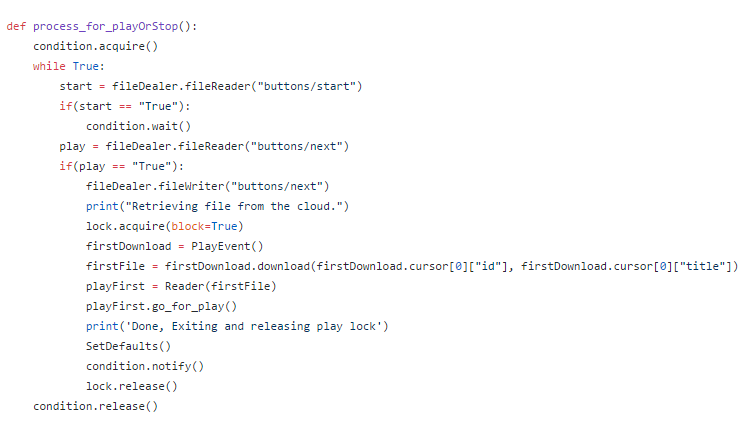 def process_for_playOrStop():
    condition.acquire()
    while True:
        start = fileDealer.fileReader("buttons/start")
        if(start == "True"):
            condition.wait()
        play = fileDealer.fileReader("buttons/next")
        if(play == "True"):
            fileDealer.fileWriter("buttons/next")
            print("Retrieving file from the cloud.")
            lock.acquire(block=True)
            firstDownload = PlayEvent()
            firstFile = firstDownload.download(firstDownload.cursor[0]["id"], firstDownload.cursor[0]["title"])
            playFirst = Reader(firstFile)
            playFirst.go_for_play()
            print('Done, Exiting and releasing play lock')
            SetDefaults()
            condition.notify()
            lock.release()
    condition.release()